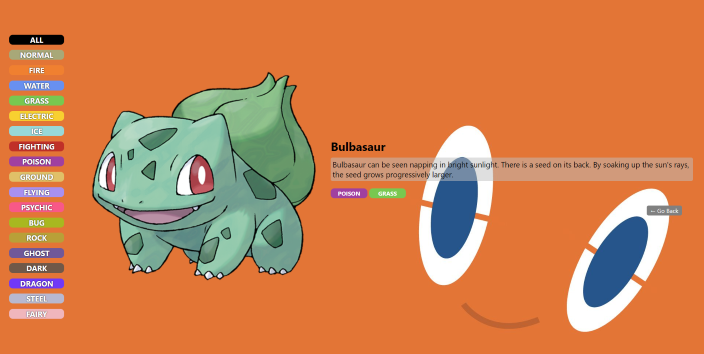 ALL
NORMAL
FIRE
WATER
GRASS
ELECTRIC
ICE
FIGHTING
POISON
GROUND
FLYING
PSYCHIC
BUG
ROCK
GHOST
DARK
DRAGON
STEEL
FAIRY
Bulbasaur
Bulbasaur can be seen napping in bright sunlight. There is a seed on its back. By soaking up the sun's rays,
the seed grows progressively larger.
POISON GRASS
← Go Back